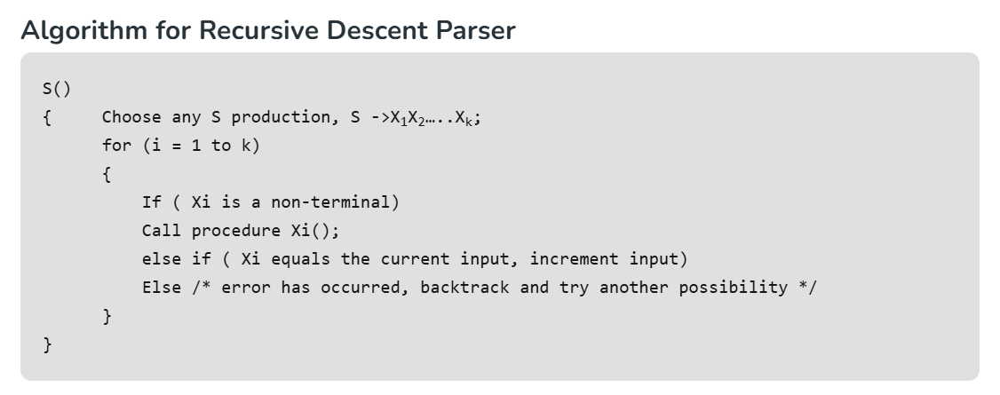 Algorithm for Recursive Descent Parser
S()
{     Choose any S production, S ->X₁X₂…..Xₖ;
      for (i = 1 to k)
      {
          If ( Xi is a non-terminal)
          Call procedure Xi();
          else if ( Xi equals the current input, increment input)
          Else /* error has occurred, backtrack and try another possibility */
      }
}